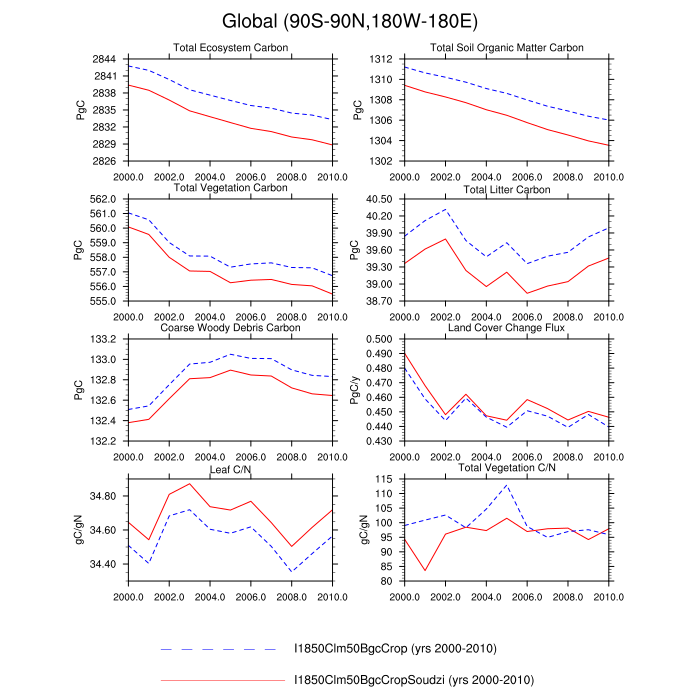 Global (90S-90N,180W-180E)
Total Ecosystem Carbon
2844
2841
2838
2835
2832
2829
2826
PgC
2000.0 2002.0 2004.0 2006.0 2008.0 2010.0
Total Soil Organic Matter Carbon
1312
1310
1308
1306
1304
1302
PgC
2000.0 2002.0 2004.0 2006.0 2008.0 2010.0
Total Vegetation Carbon
562.0
561.0
560.0
559.0
558.0
557.0
556.0
555.0
PgC
2000.0 2002.0 2004.0 2006.0 2008.0 2010.0
Total Litter Carbon
40.50
40.20
39.90
39.60
39.30
39.00
38.70
PgC
2000.0 2002.0 2004.0 2006.0 2008.0 2010.0
Coarse Woody Debris Carbon
133.2
133.0
132.8
132.6
132.4
132.2
PgC
2000.0 2002.0 2004.0 2006.0 2008.0 2010.0
Land Cover Change Flux
0.500
0.490
0.480
0.470
0.460
0.450
0.440
0.430
PgC/y
2000.0 2002.0 2004.0 2006.0 2008.0 2010.0
Leaf C/N
34.80
34.60
34.40
gC/gN
2000.0 2002.0 2004.0 2006.0 2008.0 2010.0
Total Vegetation C/N
115
110
105
100
95
90
85
80
gC/gN
2000.0 2002.0 2004.0 2006.0 2008.0 2010.0
I1850Clm50BgcCrop (yrs 2000-2010)
I1850Clm50BgcCropSoudzi (yrs 2000-2010)